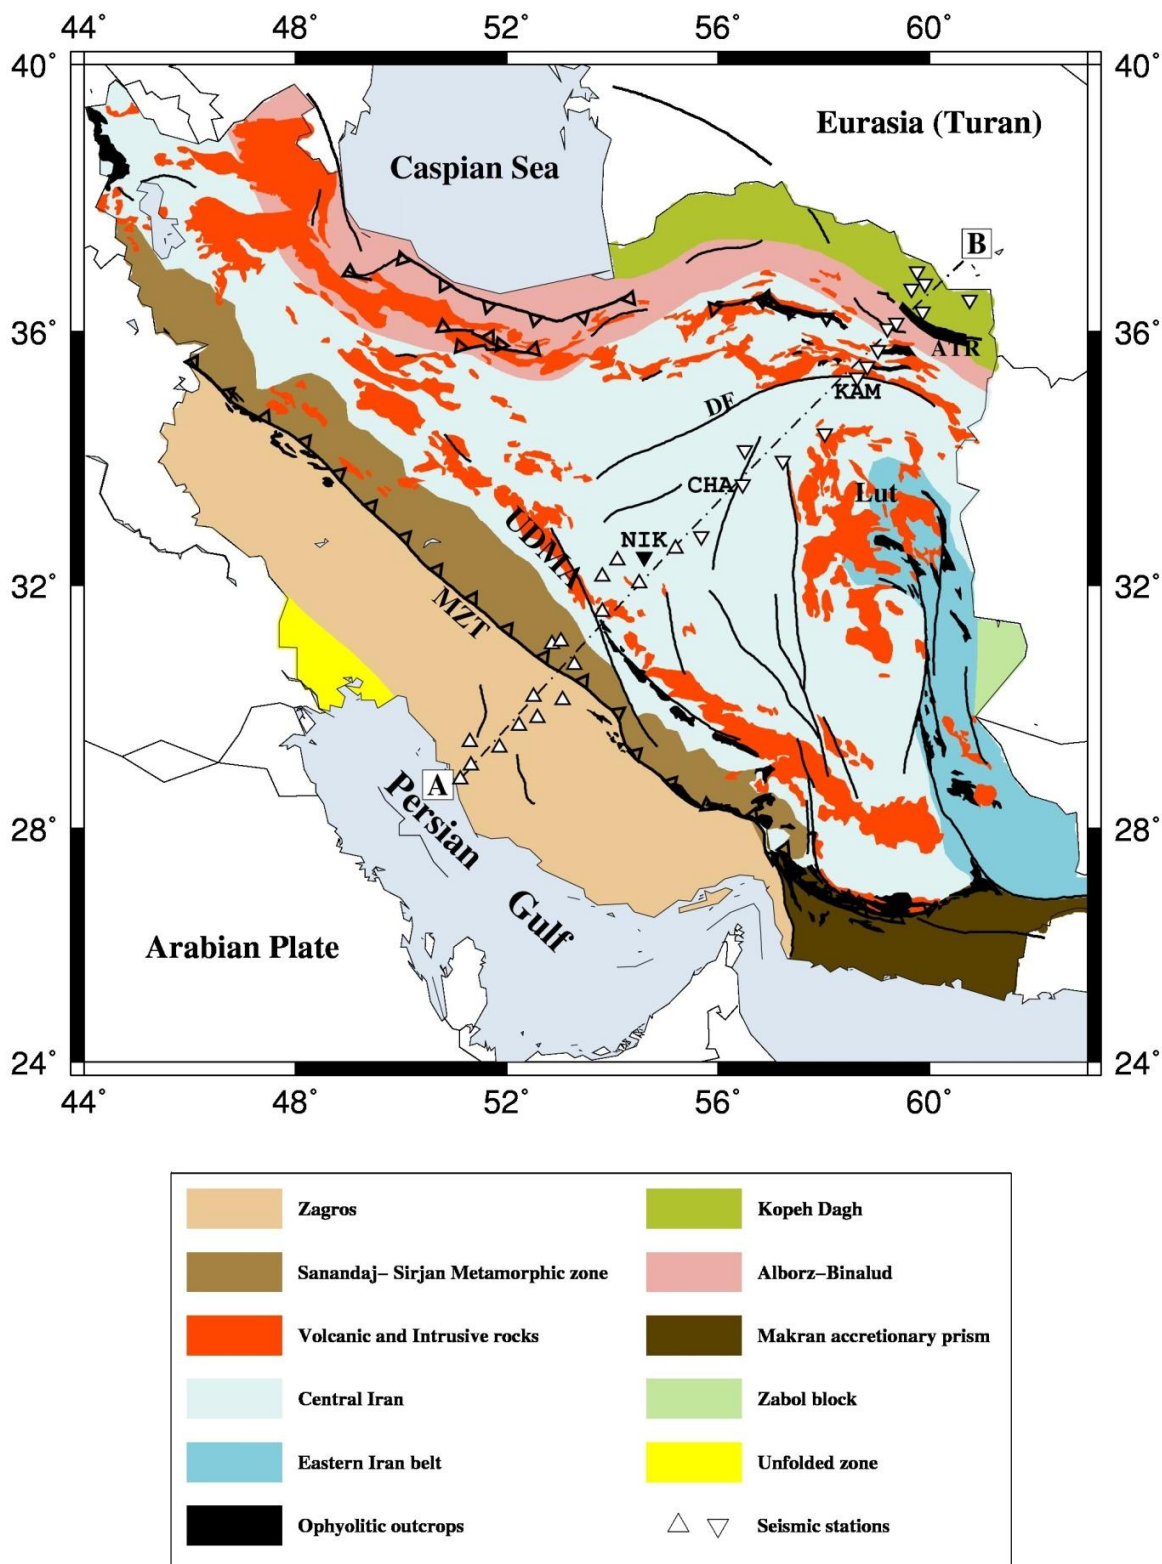 44° 48° 52° 56° 60°
40° 40°
Eurasia (Turan)
Caspian Sea
B
36° 36°
ATR
KAM
DF
CHA
Lut
UDMA
NIK
32° 32°
MZT
A
Persian
Gulf
28° 28°
Arabian Plate
24° 24°
44° 48° 52° 56° 60°
Zagros
Kopeh Dagh
Sanandaj– Sirjan Metamorphic zone
Alborz–Binalud
Volcanic and Intrusive rocks
Makran accretionary prism
Central Iran
Zabol block
Eastern Iran belt
Unfolded zone
Ophyolitic outcrops
Seismic stations